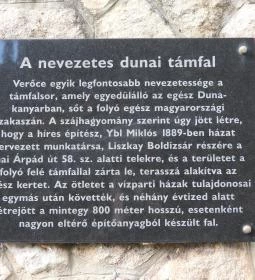 A nevezetes dunai támfal
Verőce egyik legfontosabb nevezetessége a
támfalsor, amely egyedülálló az egész Duna-
kanyarban, sőt a folyó egész magyarországi
szakaszán. A szájhagyomány szerint úgy jött létre,
hogy a híres építész, Ybl Miklós 1889-ben házat
tervezett munkatársa, Liszkay Boldizsár részére a
Árpád út 58. sz. alatti telekre, és a területet a
folyó felé támfallal zárta le, terasszá alakítva az
kertet. Az ötletet a vízparti házak tulajdonosai
egymás után követték, és néhány évtized alatt
létrejött a mintegy 800 méter hosszú, esetenként
nagyon eltérő építőanyagból készült fal.